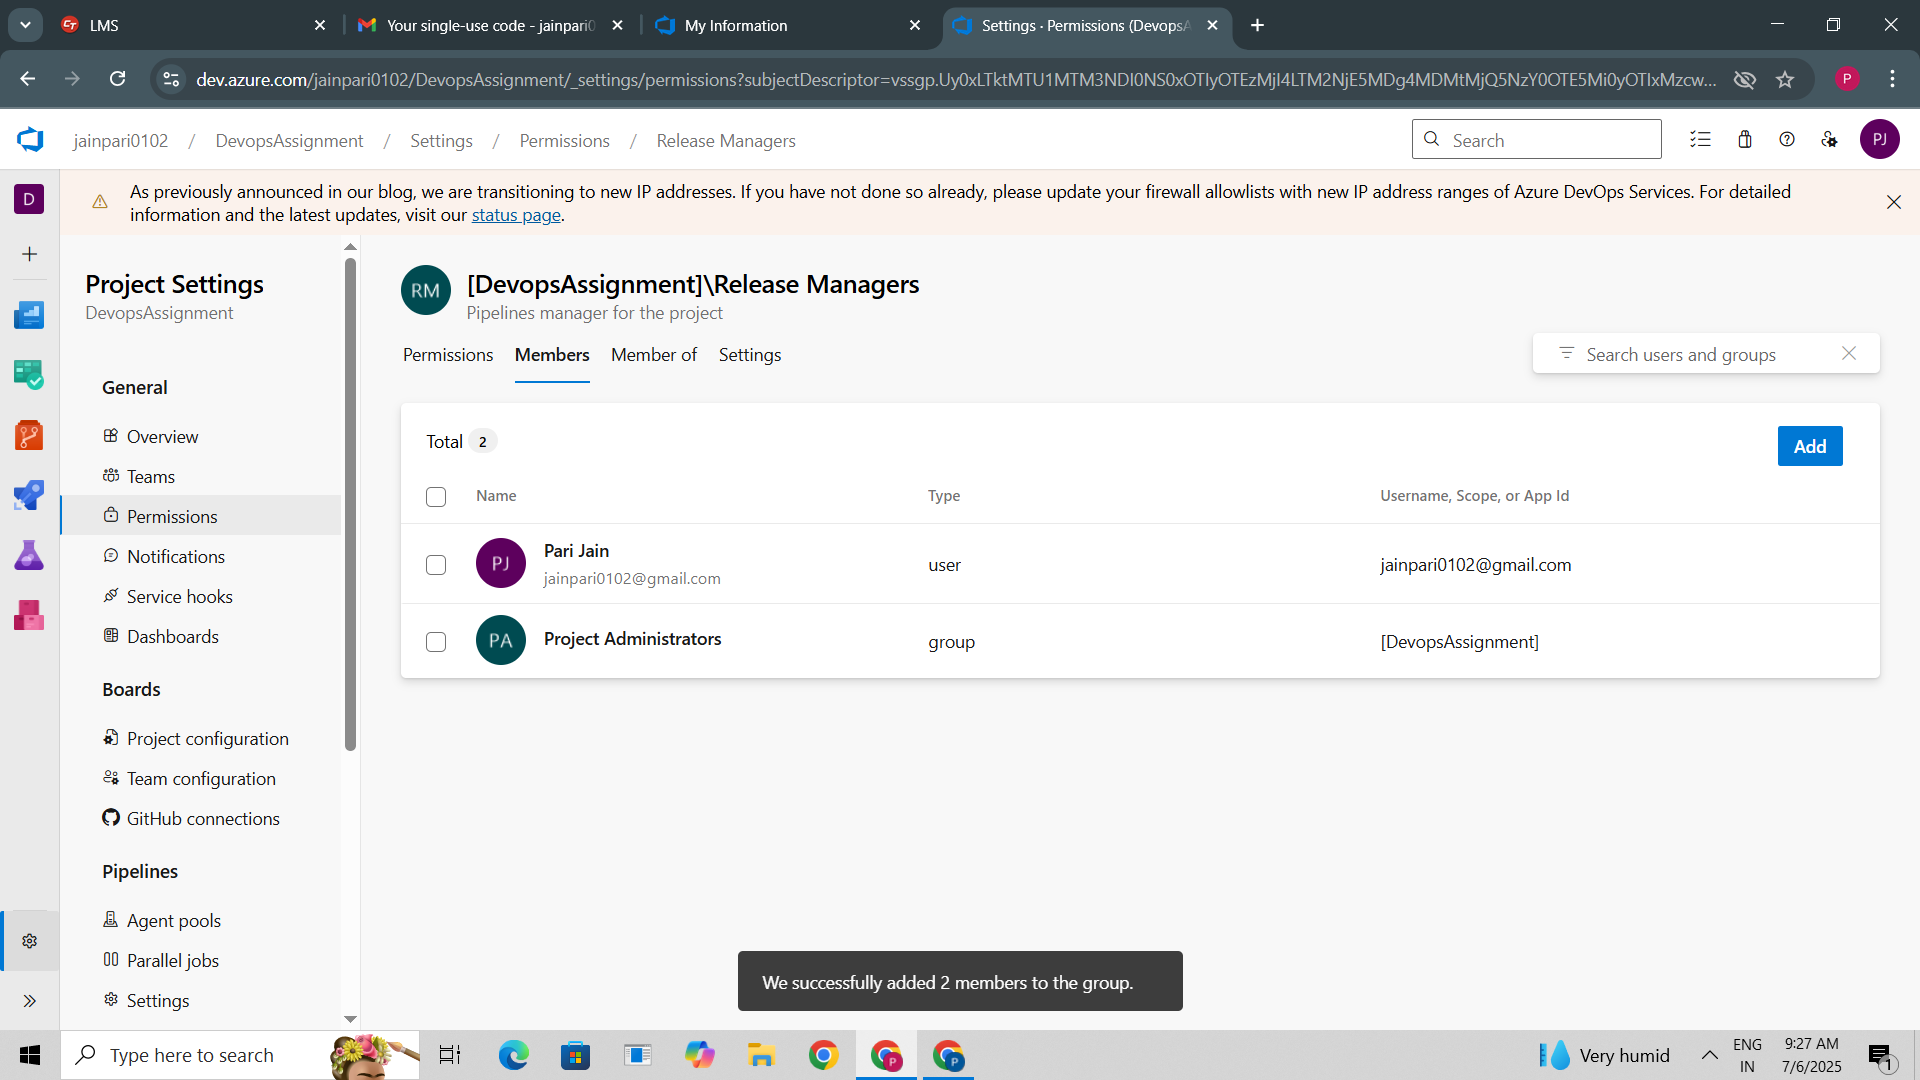 LMS
Your single-use code - jainpari0
My Information
Settings · Permissions (DevopsA
dev.azure.com/jainpari0102/DevopsAssignment/_settings/permissions?subjectDescriptor=vssgp.Uy0xLTktMTU1MTM3NDI0NS0xOTIyOTEzMjI4LTM2NjE5MDg4MDMtMjQ5NzY0OTE5Mi0yOTIxMzcw...
P
jainpari0102 / DevopsAssignment / Settings / Permissions / Release Managers
Search
PJ
D
As previously announced in our blog, we are transitioning to new IP addresses. If you have not done so already, please update your firewall allowlists with new IP address ranges of Azure DevOps Services. For detailed
information and the latest updates, visit our status page.
Project Settings
DevopsAssignment
General
Overview
Teams
Permissions
Notifications
Service hooks
Dashboards
Boards
Project configuration
Team configuration
GitHub connections
Pipelines
Agent pools
Parallel jobs
Settings
RM
[DevopsAssignment]\Release Managers
Pipelines manager for the project
Permissions Members Member of Settings
Search users and groups
Total 2
Add
Name Type Username, Scope, or App Id
PJ
Pari Jain
jainpari0102@gmail.com
user
jainpari0102@gmail.com
PA
Project Administrators
group
[DevopsAssignment]
We successfully added 2 members to the group.
Type here to search
P
P
Very humid
ENG
IN
9:27 AM
7/6/2025
1